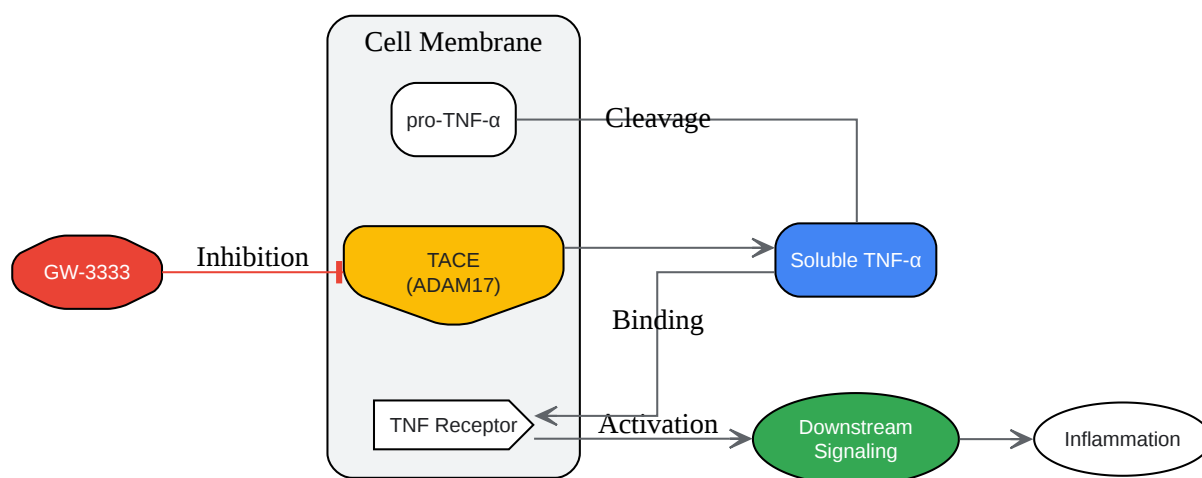 Cell Membrane
pro-TNF-α
Cleavage
GW-3333
Inhibition
TACE
(ADAM17)
Soluble TNF-α
Binding
TNF Receptor
Activation
Downstream
Signaling
Inflammation